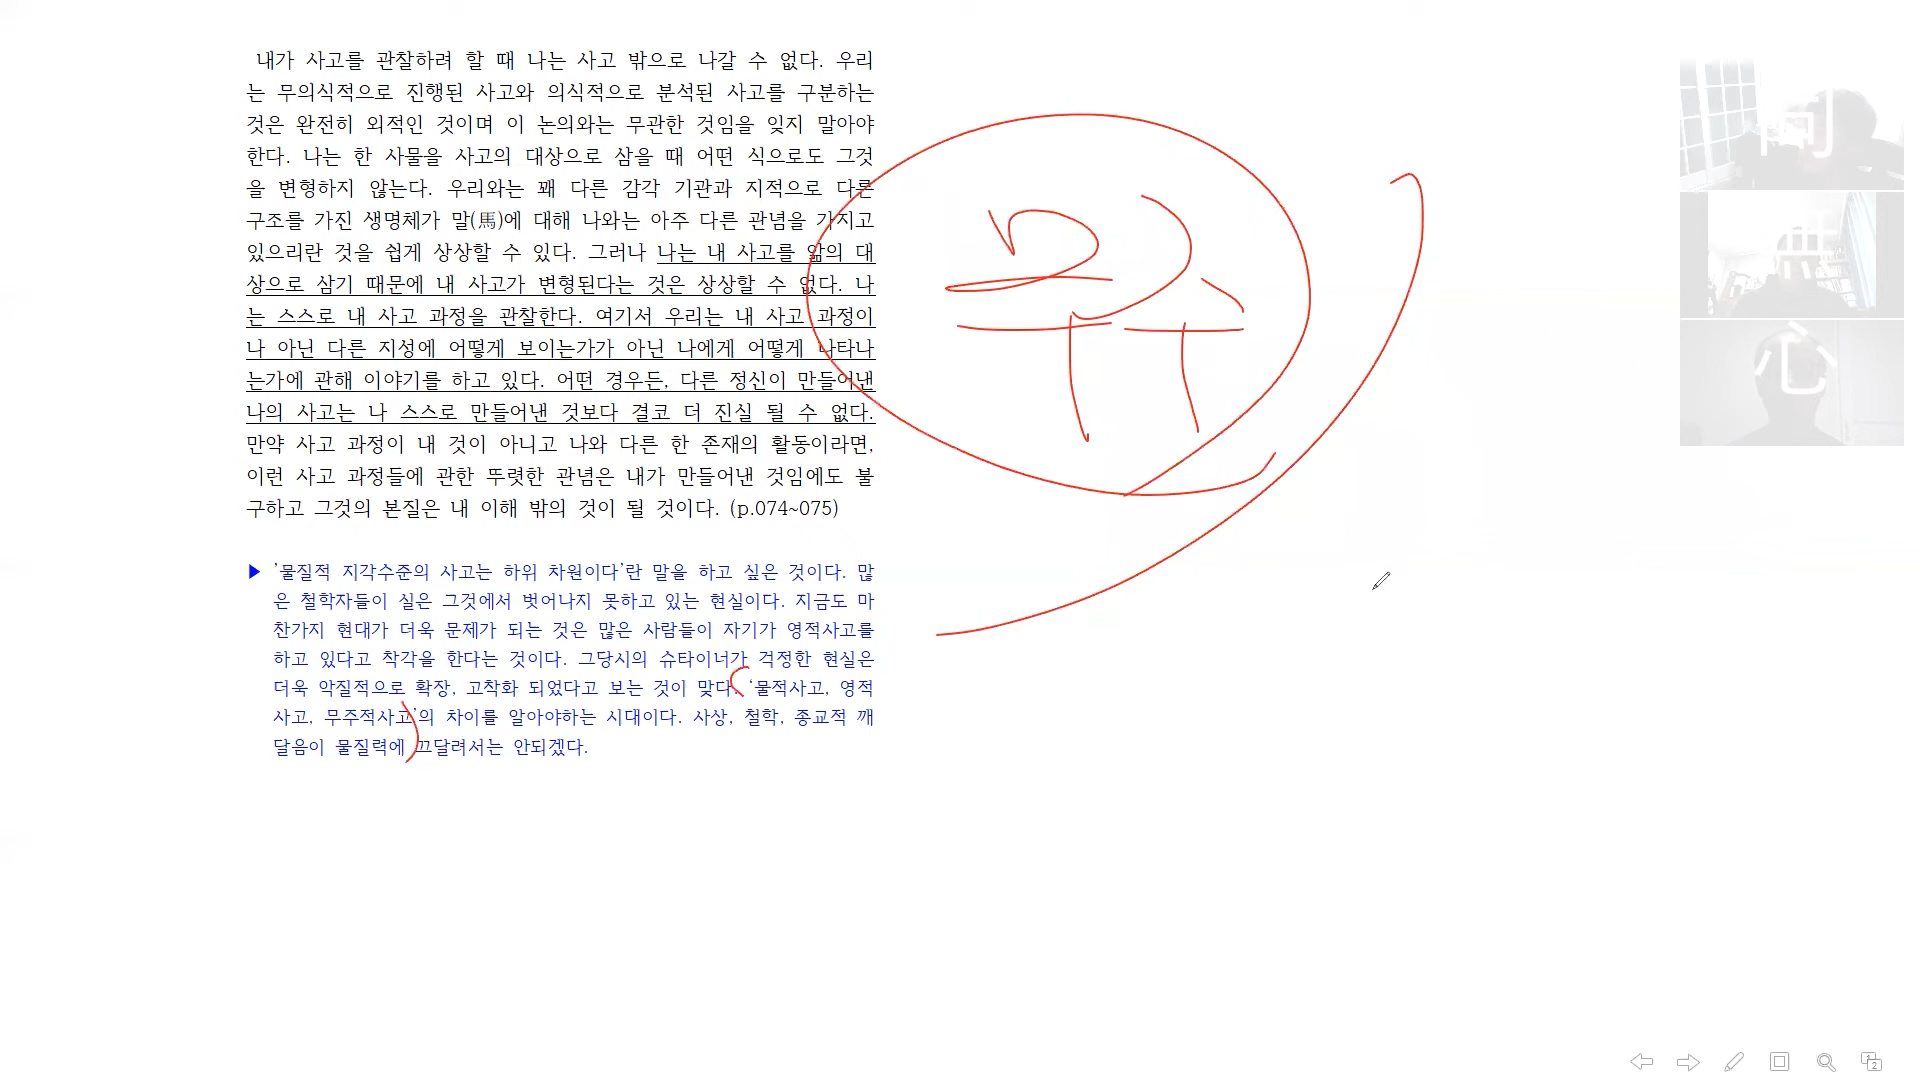 내가 사고를 관찰하려 할 때 나는 사고 밖으로 나갈 수 없다. 우리
는 무의식적으로 진행된 사고와 의식적으로 분석된 사고를 구분하는
것은 완전히 외적인 것이며 이 논의와는 무관한 것임을 잊지 말아야
한다. 나는 한 사물을 사고의 대상으로 삼을 때 어떤 식으로도 그것
을 변형하지 않는다. 우리와는 꽤 다른 감각 기관과 지적으로 다른
구조를 가진 생명체가 말(馬)에 대해 나와는 아주 다른 관념을 가지고
있으리란 것을 쉽게 상상할 수 있다. 그러나 나는 내 사고를 앎의 대
상으로 삼기 때문에 내 사고가 변형된다는 것은 상상할 수 없다. 나
는 스스로 내 사고 과정을 관찰한다. 여기서 우리는 내 사고 과정이
나 아닌 다른 지성에 어떻게 보이는가가 아닌 나에게 어떻게 나타나
는가에 관해 이야기를 하고 있다. 어떤 경우든, 다른 정신이 만들어낸
나의 사고는 나 스스로 만들어낸 것보다 결코 더 진실 될 수 없다.
만약 사고 과정이 내 것이 아니고 나와 다른 한 존재의 활동이라면,
이런 사고 과정들에 관한 뚜렷한 관념은 내가 만들어낸 것임에도 불
구하고 그것의 본질은 내 이해 밖의 것이 될 것이다. (p.074~075)
▶ '물질적 지각수준의 사고는 하위 차원이다'란 말을 하고 싶은 것이다. 많
은 철학자들이 실은 그것에서 벗어나지 못하고 있는 현실이다. 지금도 마
찬가지 현대가 더욱 문제가 되는 것은 많은 사람들이 자기가 영적사고를
하고 있다고 착각을 한다는 것이다. 그당시의 슈타이너가 걱정한 현실은
더욱 악질적으로 확장, 고착화 되었다고 보는 것이 맞다. '물적사고, 영적
사고, 무주적사고'의 차이를 알아야하는 시대이다. 사상, 철학, 종교적 깨
달음이 물질력에 끄달려서는 안되겠다.
心